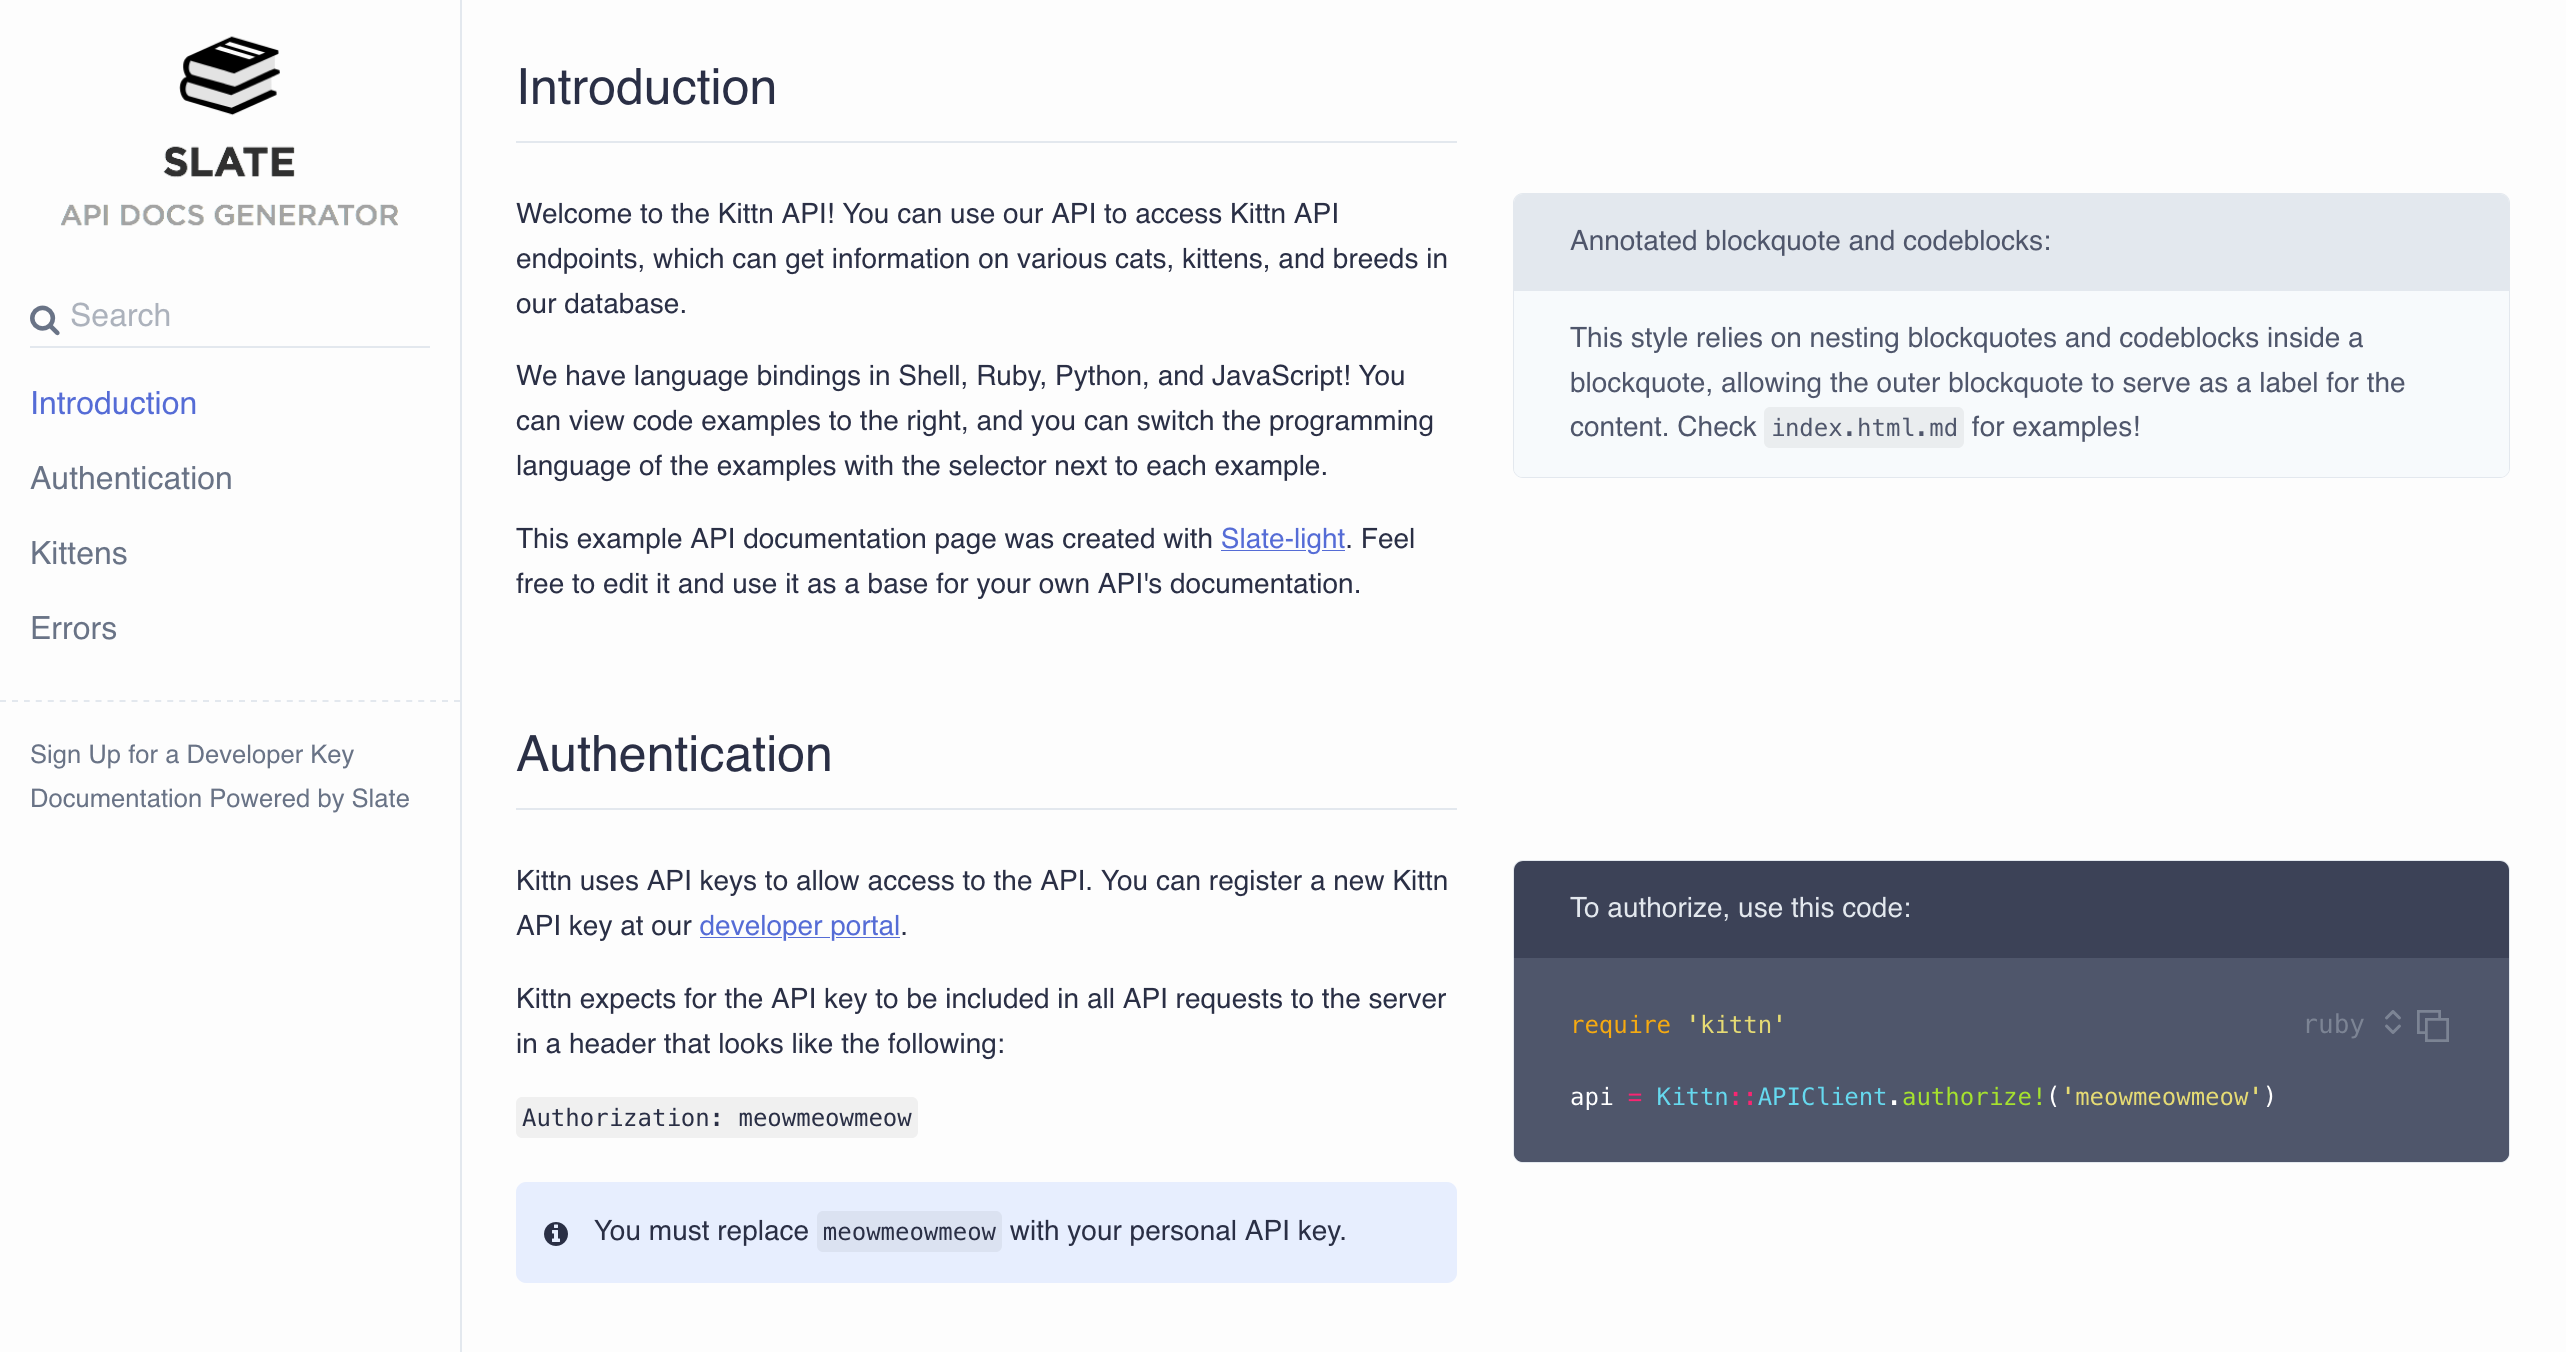 SLATE
API DOCS GENERATOR
Search
Introduction
Authentication
Kittens
Errors
Sign Up for a Developer Key
Documentation Powered by Slate
Introduction
Welcome to the Kittn API! You can use our API to access Kittn API
endpoints, which can get information on various cats, kittens, and breeds in
our database.
We have language bindings in Shell, Ruby, Python, and JavaScript! You
can view code examples to the right, and you can switch the programming
language of the examples with the selector next to each example.
This example API documentation page was created with Slate-light. Feel
free to edit it and use it as a base for your own API's documentation.
Annotated blockquote and codeblocks:
This style relies on nesting blockquotes and codeblocks inside a
blockquote, allowing the outer blockquote to serve as a label for the
content. Check index.html.md for examples!
Authentication
Kittn uses API keys to allow access to the API. You can register a new Kittn
API key at our developer portal.
Kittn expects for the API key to be included in all API requests to the server
in a header that looks like the following:
Authorization: meowmeowmeow
You must replace meowmeowmeow with your personal API key.
To authorize, use this code:
require 'kittn'
ruby
api = Kittn::APIClient.authorize!('meowmeowmeow')